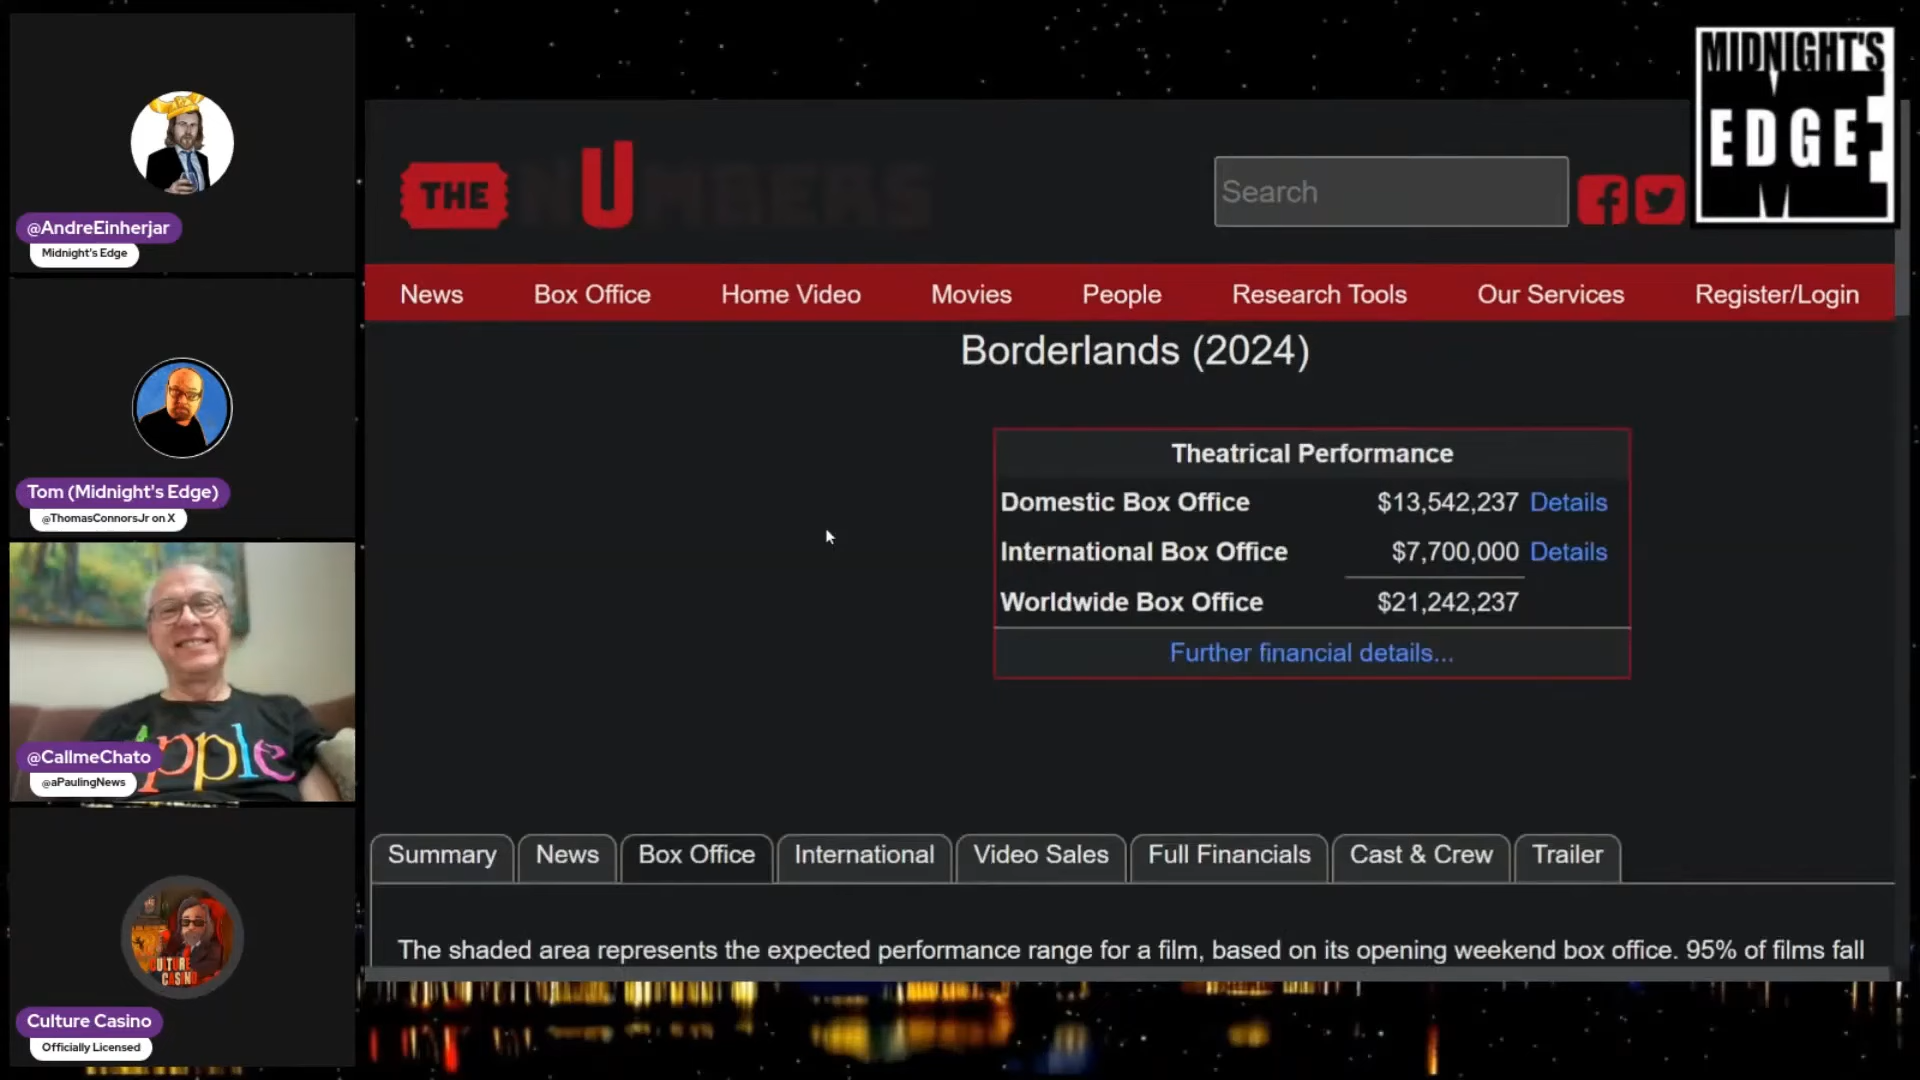 @AndreEinherjar
Midnight's Edge
Tom (Midnight's Edge)
@ThomasConnorsJr on X
Apple
@CallmeChato
@aPaulingNews
CULTURE
CASINO
Culture Casino
Officially Licensed
MIDNIGHT'S
EDGE
THE NUMBERS
Search
News Box Office Home Video Movies People Research Tools Our Services Register/Login
Borderlands (2024)
Theatrical Performance
Domestic Box Office $13,542,237 Details
International Box Office $7,700,000 Details
Worldwide Box Office $21,242,237
Further financial details...
Summary News Box Office International Video Sales Full Financials Cast & Crew Trailer
The shaded area represents the expected performance range for a film, based on its opening weekend box office. 95% of films fall